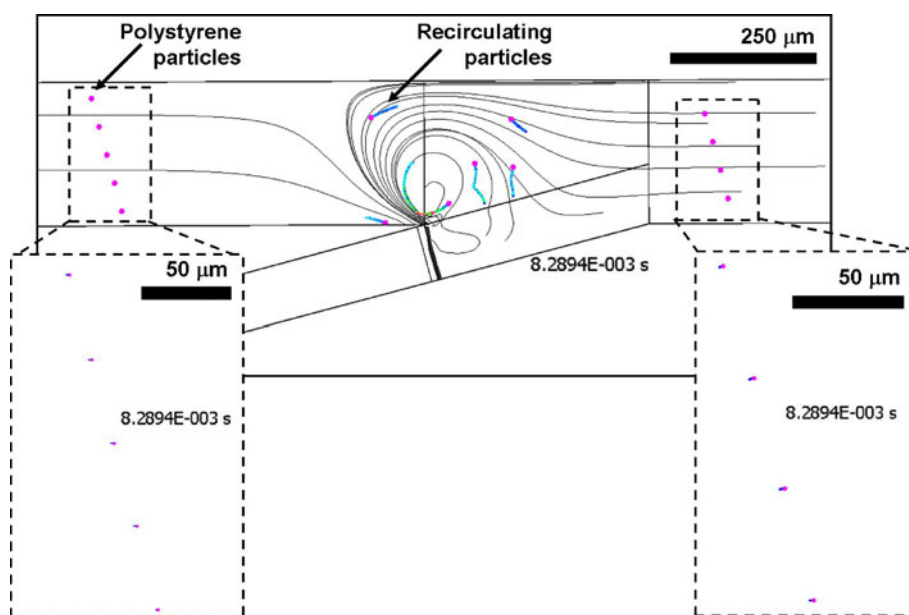 Polystyrene
particles
Recirculating
particles
250 μm
8.2894E-003 s
50 μm
8.2894E-003 s
50 μm
8.2894E-003 s